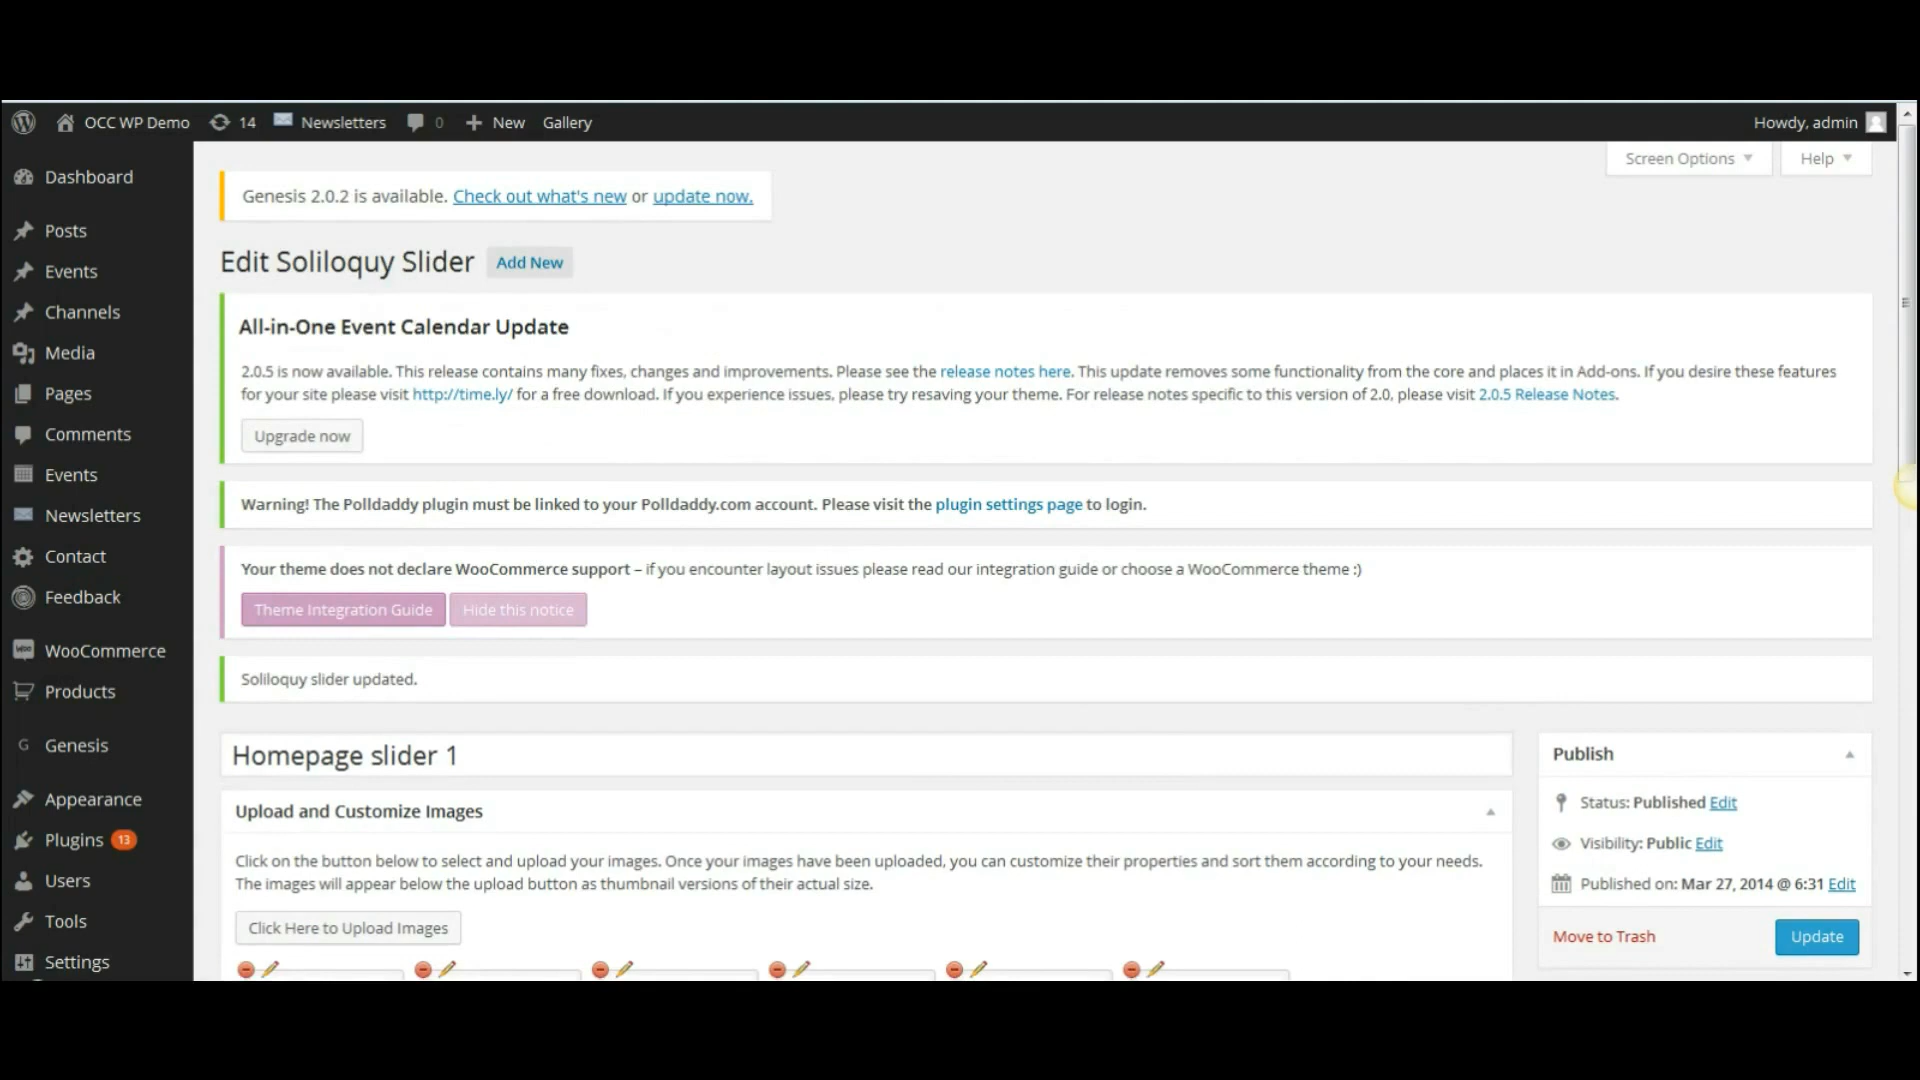 OCC WP Demo 14 Newsletters 0 New Gallery Howdy, admin
Screen Options Help
Dashboard
Posts
Events
Channels
Media
Pages
Comments
Events
Newsletters
Contact
Feedback
WooCommerce
Products
G Genesis
Appearance
Plugins 13
Users
Tools
Settings
Genesis 2.0.2 is available. Check out what's new or update now.
Edit Soliloquy Slider Add New
All-in-One Event Calendar Update
2.0.5 is now available. This release contains many fixes, changes and improvements. Please see the release notes here. This update removes some functionality from the core and places it in Add-ons. If you desire these features
for your site please visit http://time.ly/ for a free download. If you experience issues, please try resaving your theme. For release notes specific to this version of 2.0, please visit 2.0.5 Release Notes.
Upgrade now
Warning! The Polldaddy plugin must be linked to your Polldaddy.com account. Please visit the plugin settings page to login.
Your theme does not declare WooCommerce support – if you encounter layout issues please read our integration guide or choose a WooCommerce theme :)
Theme Integration Guide Hide this notice
Soliloquy slider updated.
Homepage slider 1
Upload and Customize Images
Click on the button below to select and upload your images. Once your images have been uploaded, you can customize their properties and sort them according to your needs.
The images will appear below the upload button as thumbnail versions of their actual size.
Click Here to Upload Images
Publish
Status: Published Edit
Visibility: Public Edit
Published on: Mar 27, 2014 @ 6:31 Edit
Move to Trash Update